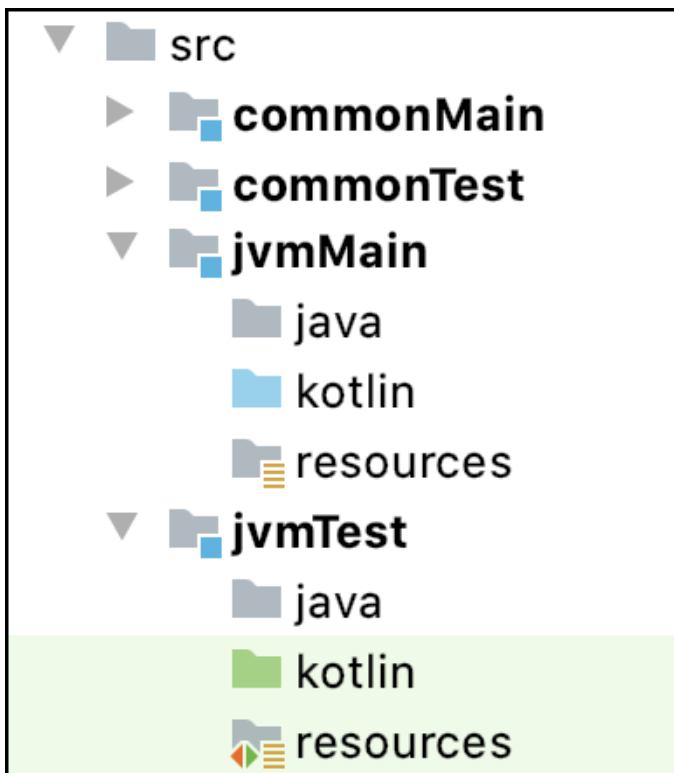 src
commonMain
commonTest
jvmMain
java
kotlin
resources
jvmTest
java
kotlin
resources